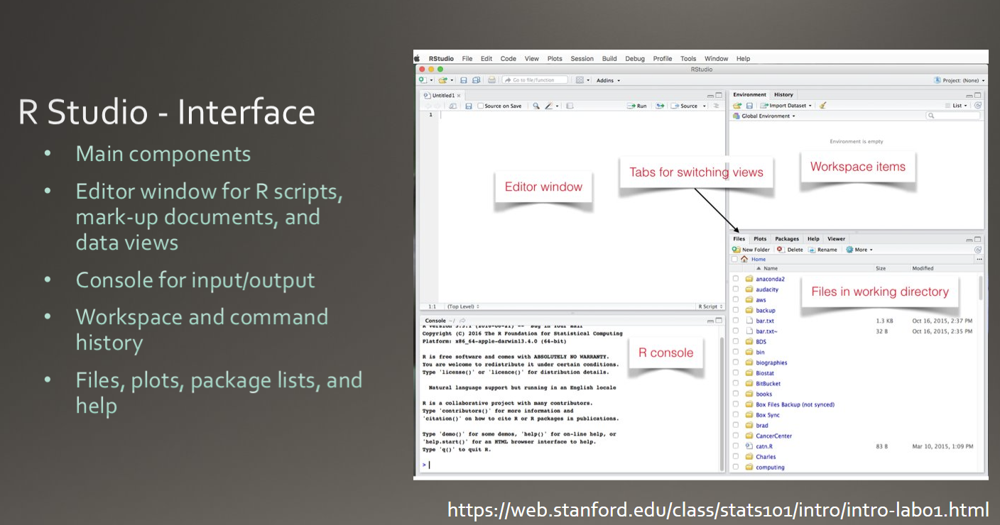 R Studio - Interface
• Main components
• Editor window for R scripts,
mark-up documents, and
data views
• Console for input/output
• Workspace and command
history
• Files, plots, package lists, and
help
RStudio File Edit Code View Plots Session Build Debug Profile Tools Window Help
RStudio
Go to file/function Addins Project: (None)
Untitled1
Source on Save Run Source
1
Editor window
Tabs for switching views
1:1 (Top Level) R Script
Environment History
Import Dataset List
Global Environment
Environment is empty
Workspace items
Console ~/
Copyright (C) 2016 The R Foundation for Statistical Computing
Platform: x86_64-apple-darwin13.4.0 (64-bit)
R is free software and comes with ABSOLUTELY NO WARRANTY.
You are welcome to redistribute it under certain conditions.
Type 'license()' or 'licence()' for distribution details.
Natural language support but running in an English locale
R is a collaborative project with many contributors.
Type 'contributors()' for more information and
'citation()' on how to cite R or R packages in publications.
Type 'demo()' for some demos, 'help()' for on-line help, or
'help.start()' for an HTML browser interface to help.
Type 'q()' to quit R.
>
R console
Files Plots Packages Help Viewer
New Folder Delete Rename More
Home
Name Size Modified
anaconda2
audacity
aws
backup
bar.txt 1.3 KB Oct 16, 2015, 2:37 PM
bar.txt~ 32 B Oct 16, 2015, 2:35 PM
BDS
bin
biographies
Biostat
BitBucket
books
Box Files Backup (not synced)
Box Sync
brad
CancerCenter
catn.R 83 B Mar 10, 2015, 1:09 PM
Charles
computing
Files in working directory
https://web.stanford.edu/class/stats101/intro/intro-lab01.html